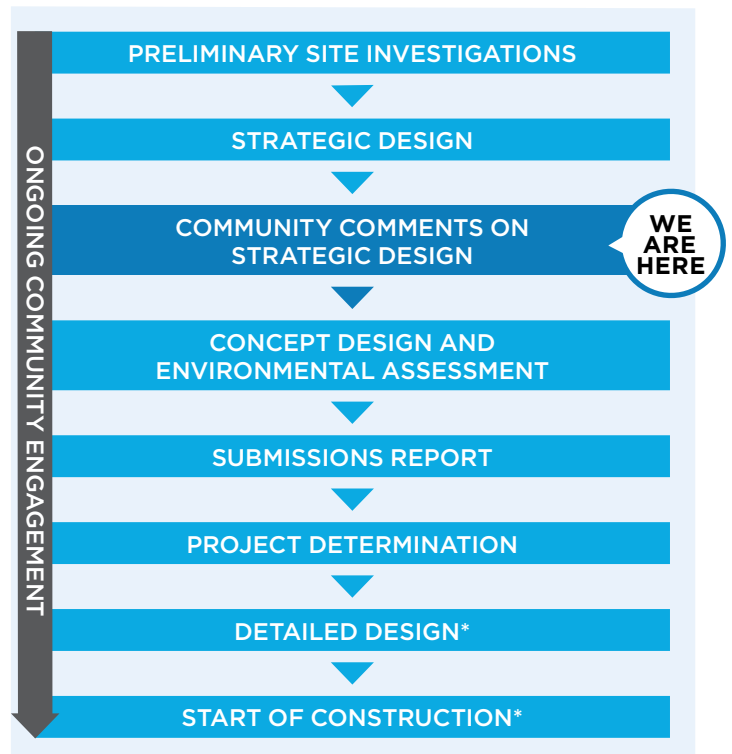 PRELIMINARY SITE INVESTIGATIONS
STRATEGIC DESIGN
COMMUNITY COMMENTS ON
STRATEGIC DESIGN
WE
ARE
HERE
CONCEPT DESIGN AND
ENVIRONMENTAL ASSESSMENT
SUBMISSIONS REPORT
PROJECT DETERMINATION
DETAILED DESIGN*
START OF CONSTRUCTION*
ONGOING COMMUNITY ENGAGEMENT